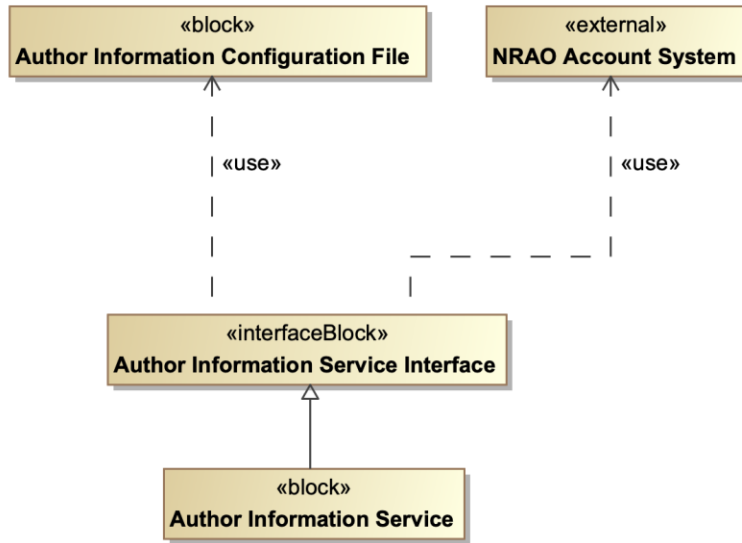 «block»
Author Information Configuration File
«external»
NRAO Account System
«use»
«use»
«interfaceBlock»
Author Information Service Interface
«block»
Author Information Service